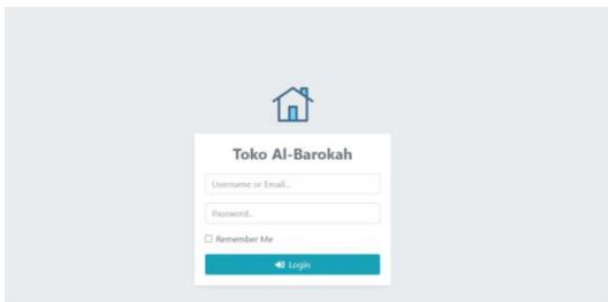 Toko Al-Barokah
Username or Email...
Password..
Remember Me
Login